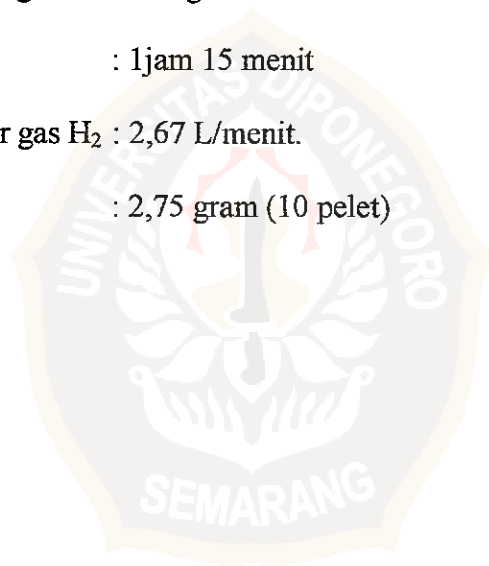 : 1jam 15 menit
r gas H₂ : 2,67 L/menit.
: 2,75 gram (10 pelet)
UNIVERSITAS DIPONEGORO
SEMARANG